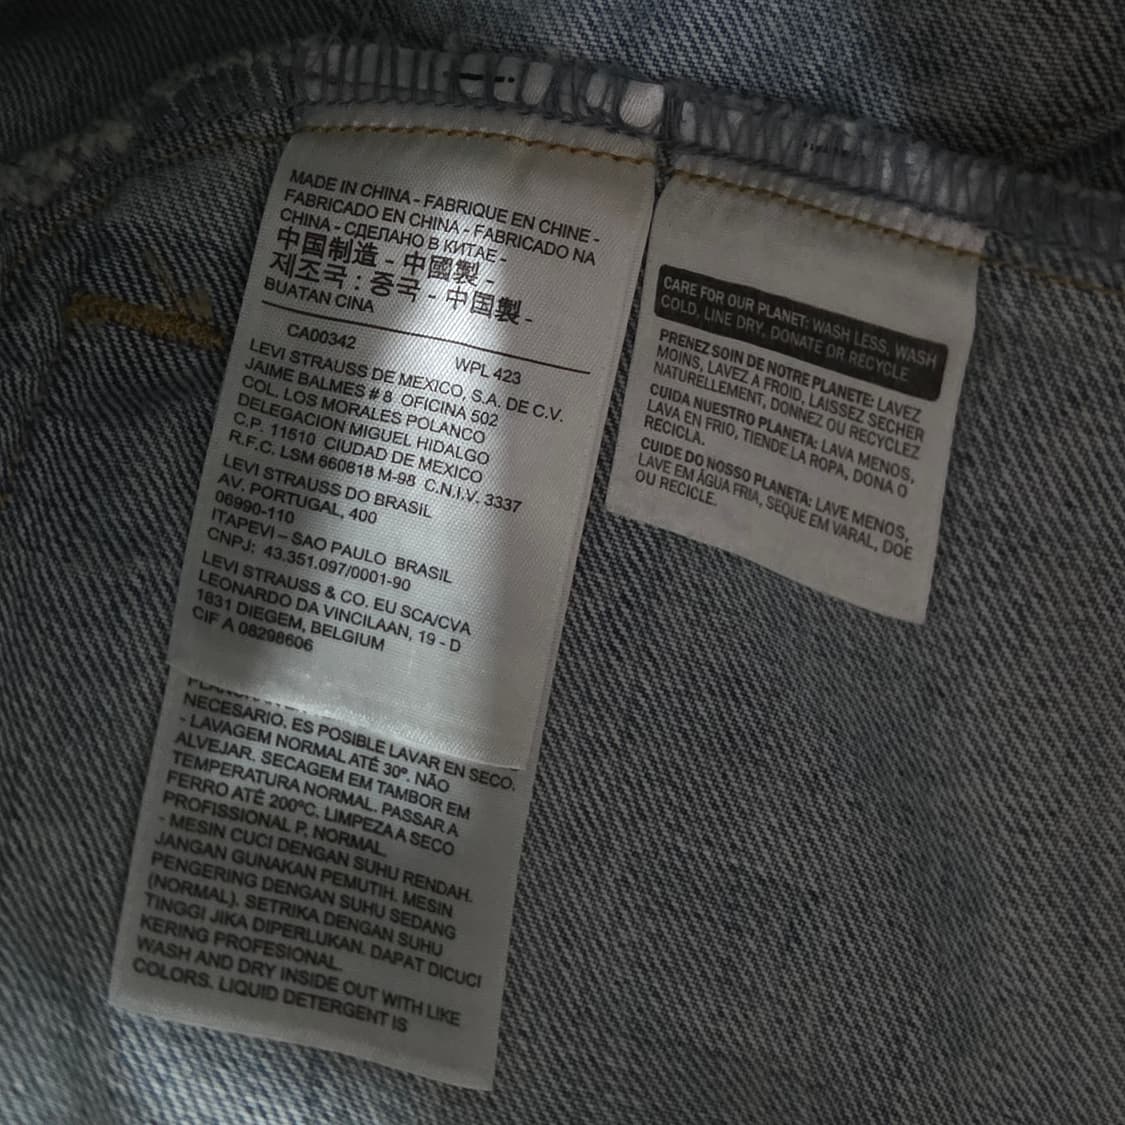 MADE IN CHINA - FABRIQUE EN CHINE -
FABRICADO EN CHINA - FABRICADO NA
CHINA - СДЕЛАНО В КИТАЕ -
中国制造 - 中國製 -
제조국 : 중국 - 中国製 -
BUATAN CINA
CA00342
WPL 423
LEVI STRAUSS DE MEXICO, S.A. DE C.V.
JAIME BALMES # 8 OFICINA 502
COL. LOS MORALES POLANCO
DELEGACION MIGUEL HIDALGO
C.P. 11510 CIUDAD DE MEXICO
R.F.C. LSM 660818 M-98 C.N.I.V. 3337
LEVI STRAUSS DO BRASIL
AV. PORTUGAL, 400
06990-110
ITAPEVI – SAO PAULO BRASIL
CNPJ: 43.351.097/0001-90
LEVI STRAUSS & CO. EU SCA/CVA
LEONARDO DA VINCILAAN, 19 - D
1831 DIEGEM, BELGIUM
CIF A 08298606
NECESARIO. ES POSIBLE LAVAR EN SECO.
- LAVAGEM NORMAL ATÉ 30º. NÃO
ALVEJAR. SECAGEM EM TAMBOR EM
TEMPERATURA NORMAL. PASSAR A
FERRO ATÉ 200ºC. LIMPEZA A SECO
PROFISSIONAL P. NORMAL.
- MESIN CUCI DENGAN SUHU RENDAH.
JANGAN GUNAKAN PEMUTIH. MESIN
PENGERING DENGAN SUHU SEDANG
(NORMAL). SETRIKA DENGAN SUHU
TINGGI JIKA DIPERLUKAN. DAPAT DICUCI
KERING PROFESIONAL.
WASH AND DRY INSIDE OUT WITH LIKE
COLORS. LIQUID DETERGENT IS
CARE FOR OUR PLANET: WASH LESS, WASH
COLD, LINE DRY, DONATE OR RECYCLE
PRENEZ SOIN DE NOTRE PLANETE: LAVEZ
MOINS, LAVEZ À FROID, LAISSEZ SECHER
NATURELLEMENT, DONNEZ OU RECYCLEZ
CUIDA NUESTRO PLANETA: LAVA MENOS,
LAVA EN FRIO, TIENDE LA ROPA, DONA O
RECICLA.
CUIDE DO NOSSO PLANETA: LAVE MENOS,
LAVE EM ÁGUA FRIA, SEQUE EM VARAL, DOE
OU RECICLE.